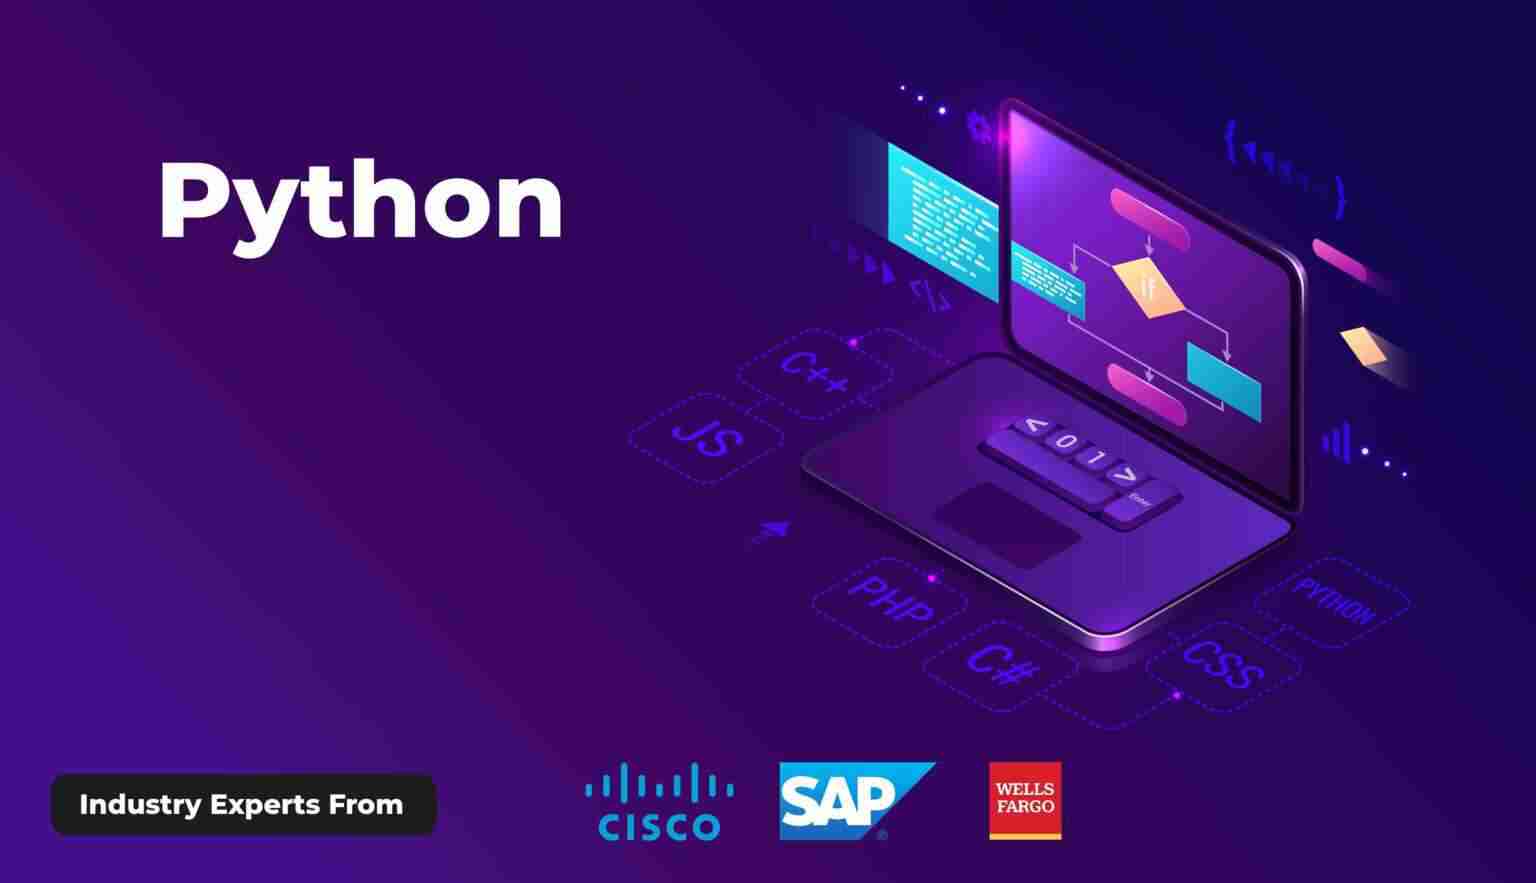 Python
if
C++
JS
< 0 1 >
Enter
</>
{ }
PHP
C#
CSS
PYTHON
Industry Experts From
CISCO
SAP
®
WELLS
FARGO